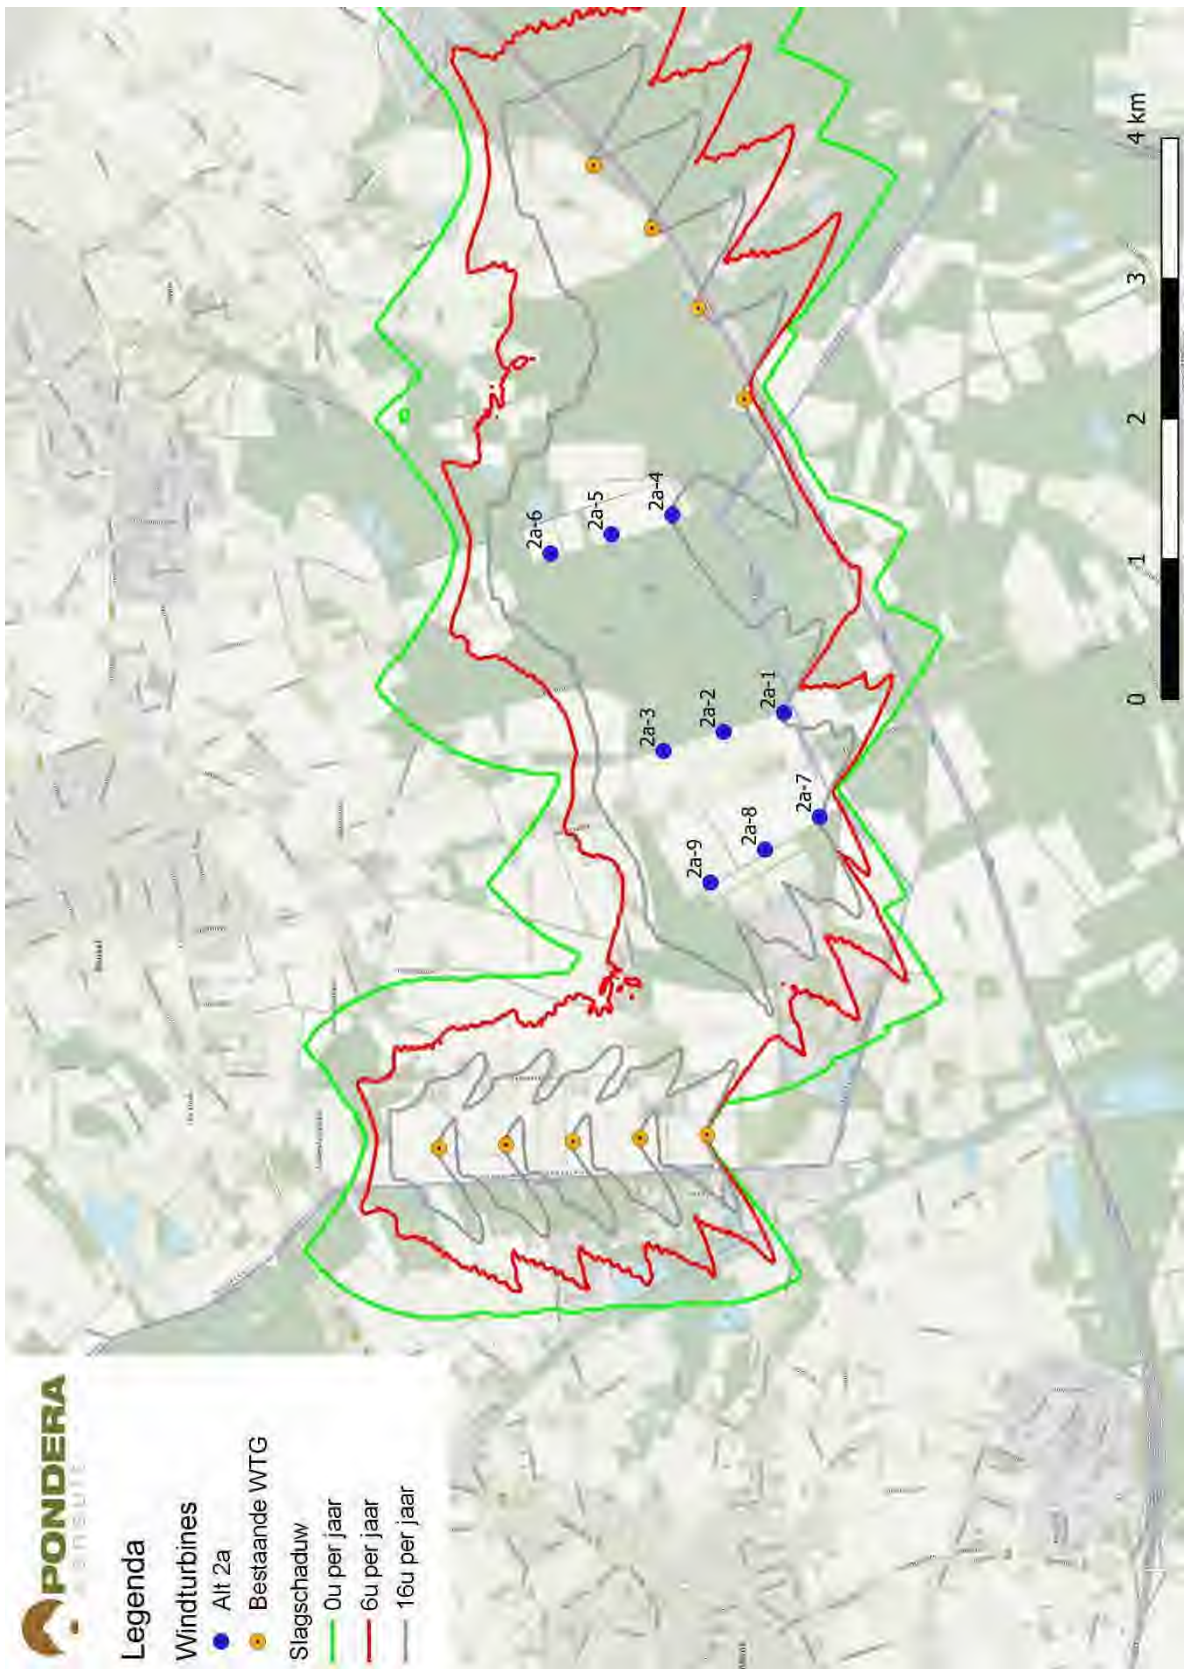 PONDERA
Legenda
Windturbines
Alt 2a
Bestaande WTG
Slagschaduw
0u per jaar
6u per jaar
16u per jaar
2a-6
2a-5
2a-4
2a-3
2a-2
2a-1
2a-9
2a-8
2a-7
0
1
2
3
4 km